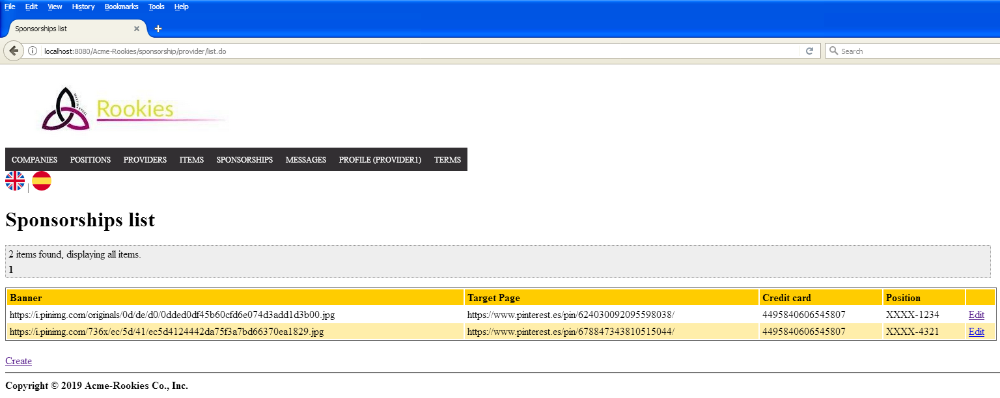 File Edit View History Bookmarks Tools Help
Sponsorships list
localhost:8080/Acme-Rookies/sponsorship/provider/list.do
Search
Rookies
COMPANIES POSITIONS PROVIDERS ITEMS SPONSORSHIPS MESSAGES PROFILE (PROVIDER1) TERMS
|
Sponsorships list
2 items found, displaying all items.
1
Banner Target Page Credit card Position
https://i.pinimg.com/originals/0d/de/d0/0dded0df45b60cfd6e074d3add1d3b00.jpg https://www.pinterest.es/pin/624030092095598038/ 4495840606545807 XXXX-1234 Edit
https://i.pinimg.com/736x/ec/5d/41/ec5d4124442da75f3a7bd66370ea1829.jpg https://www.pinterest.es/pin/678847343810515044/ 4495840606545807 XXXX-4321 Edit
Create
Copyright © 2019 Acme-Rookies Co., Inc.